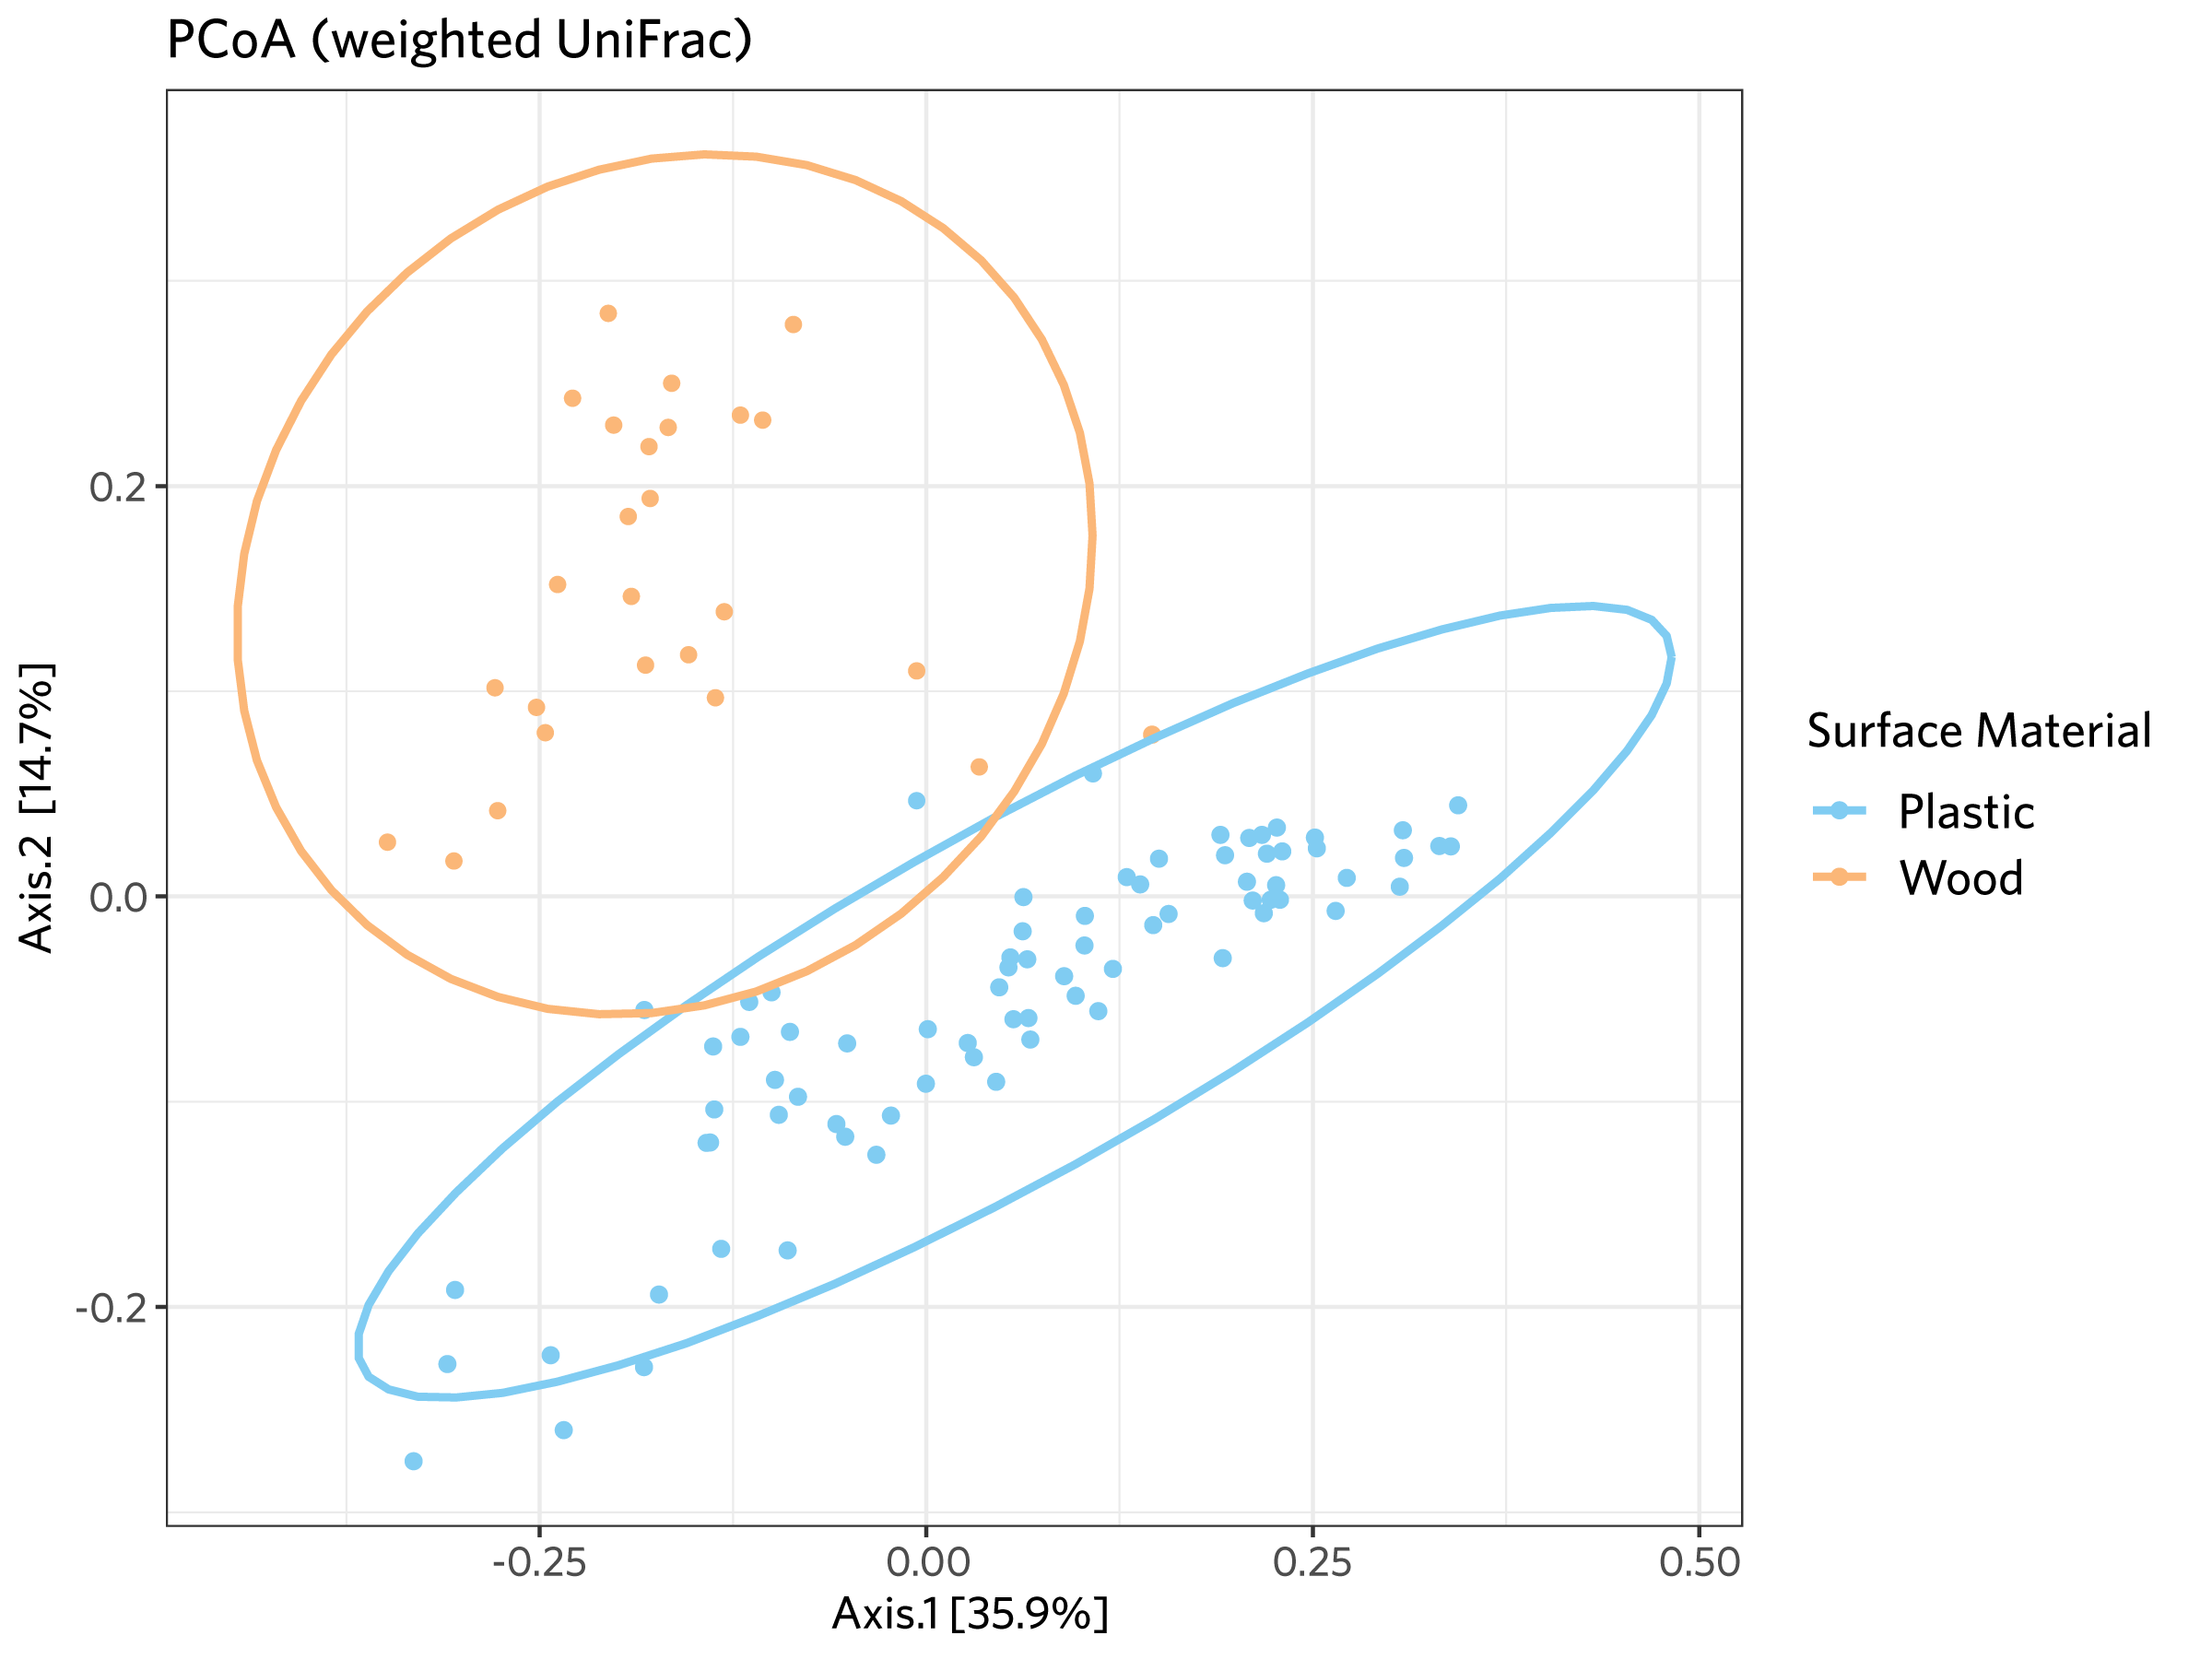 PCoA (weighted UniFrac)
Axis.2 [14.7%]
0.2
0.0
-0.2
-0.25
0.00
0.25
0.50
Axis.1 [35.9%]
Surface Material
Plastic
Wood